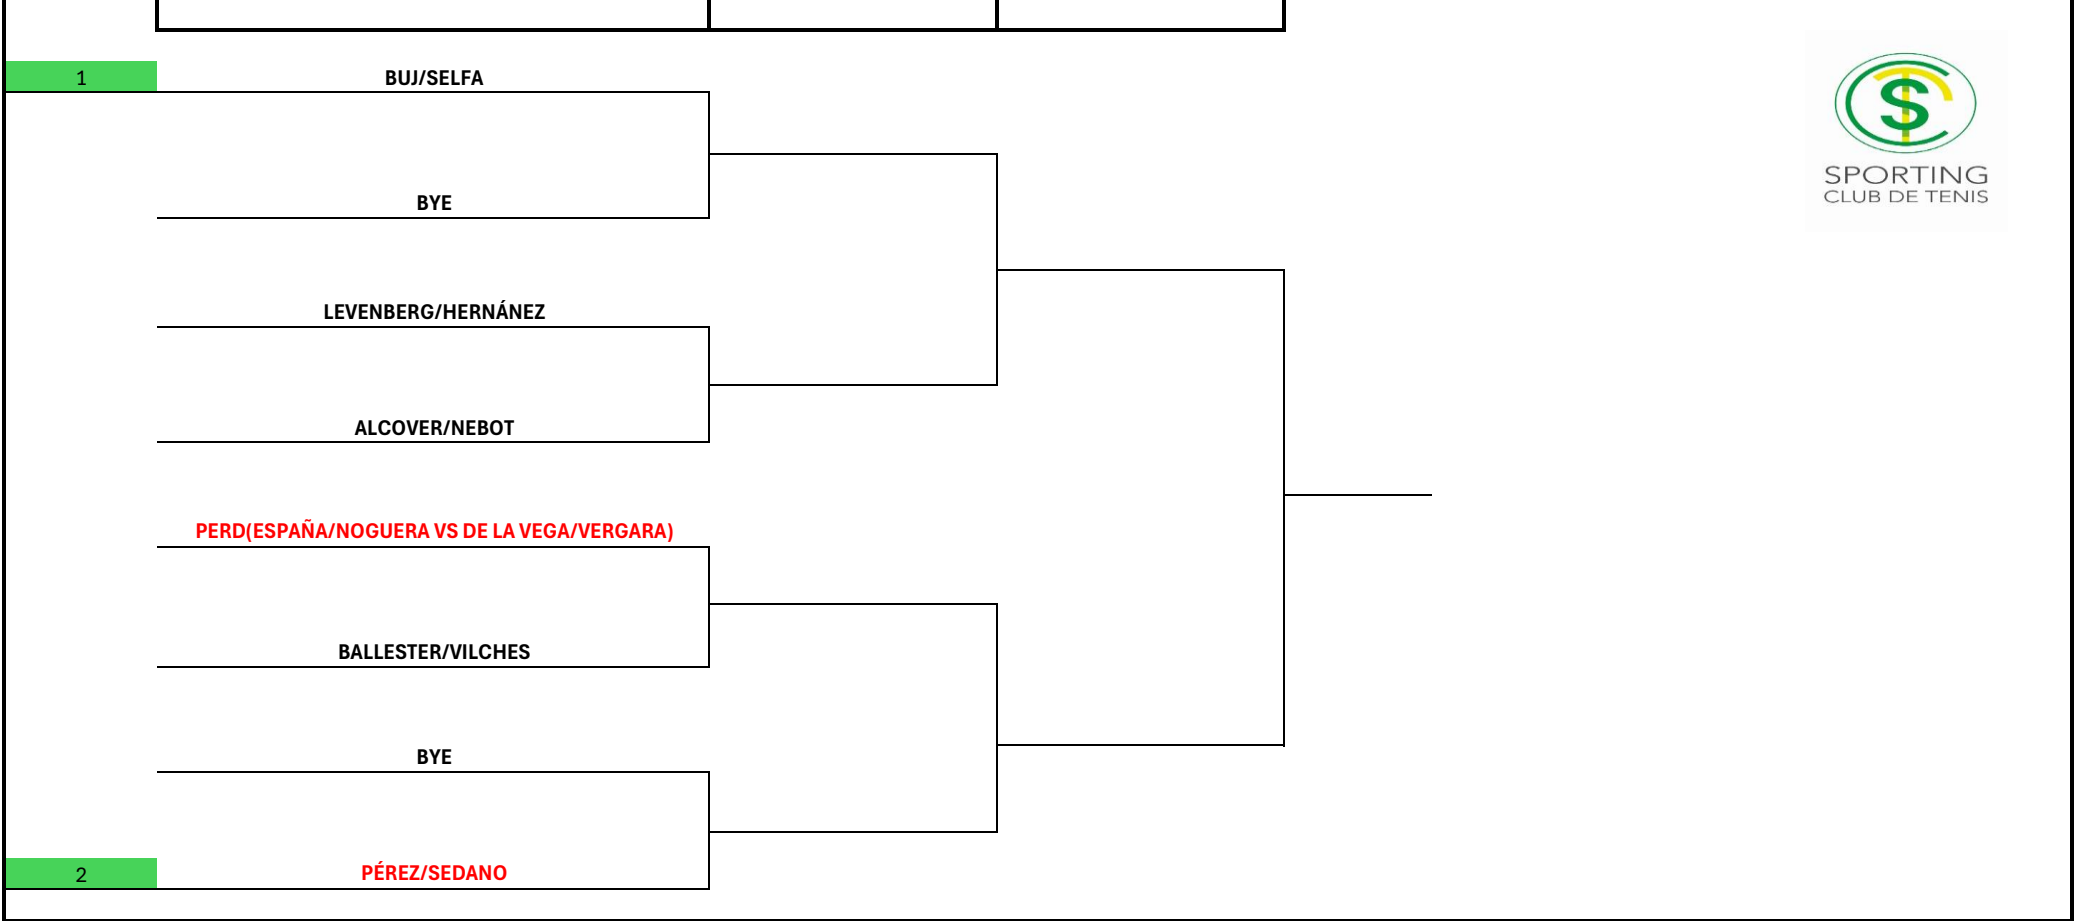 1
BUJ/SELFA
BYE
LEVENBERG/HERNÁNEZ
ALCOVER/NEBOT
PERD(ESPAÑA/NOGUERA VS DE LA VEGA/VERGARA)
BALLESTER/VILCHES
BYE
2
PÉREZ/SEDANO
SPORTING
CLUB DE TENIS